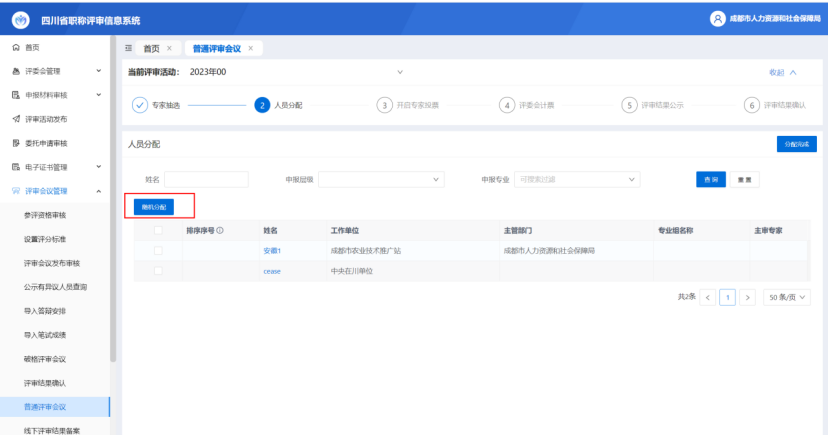 四川省职称评审信息系统
成都市人力资源和社会保障局
首页
评委会管理
申报材料审核
评审活动发布
委托申请审核
电子证书管理
评审会议管理
参评资格审核
设置评分标准
评审会议发布审核
公示有异议人员查询
导入答辩安排
导入笔试成绩
破格评审会议
评审结果确认
普通评审会议
线下评审结果备案
首页 × 普通评审会议 ×
当前评审活动： 2023年00 收起
专家抽选 2 人员分配 3 开启专家投票 4 评委会计票 5 评审结果公示 6 评审结果确认
人员分配 分配完成
姓名 申报层级 申报专业 可搜索过滤 查 询 重 置
随机分配
排序序号 姓名 工作单位 主管部门 专业组名称 主审专家
安徽1 成都市农业技术推广站 成都市人力资源和社会保障局
cease 中央在川单位
共2条 < 1 > 50 条/页